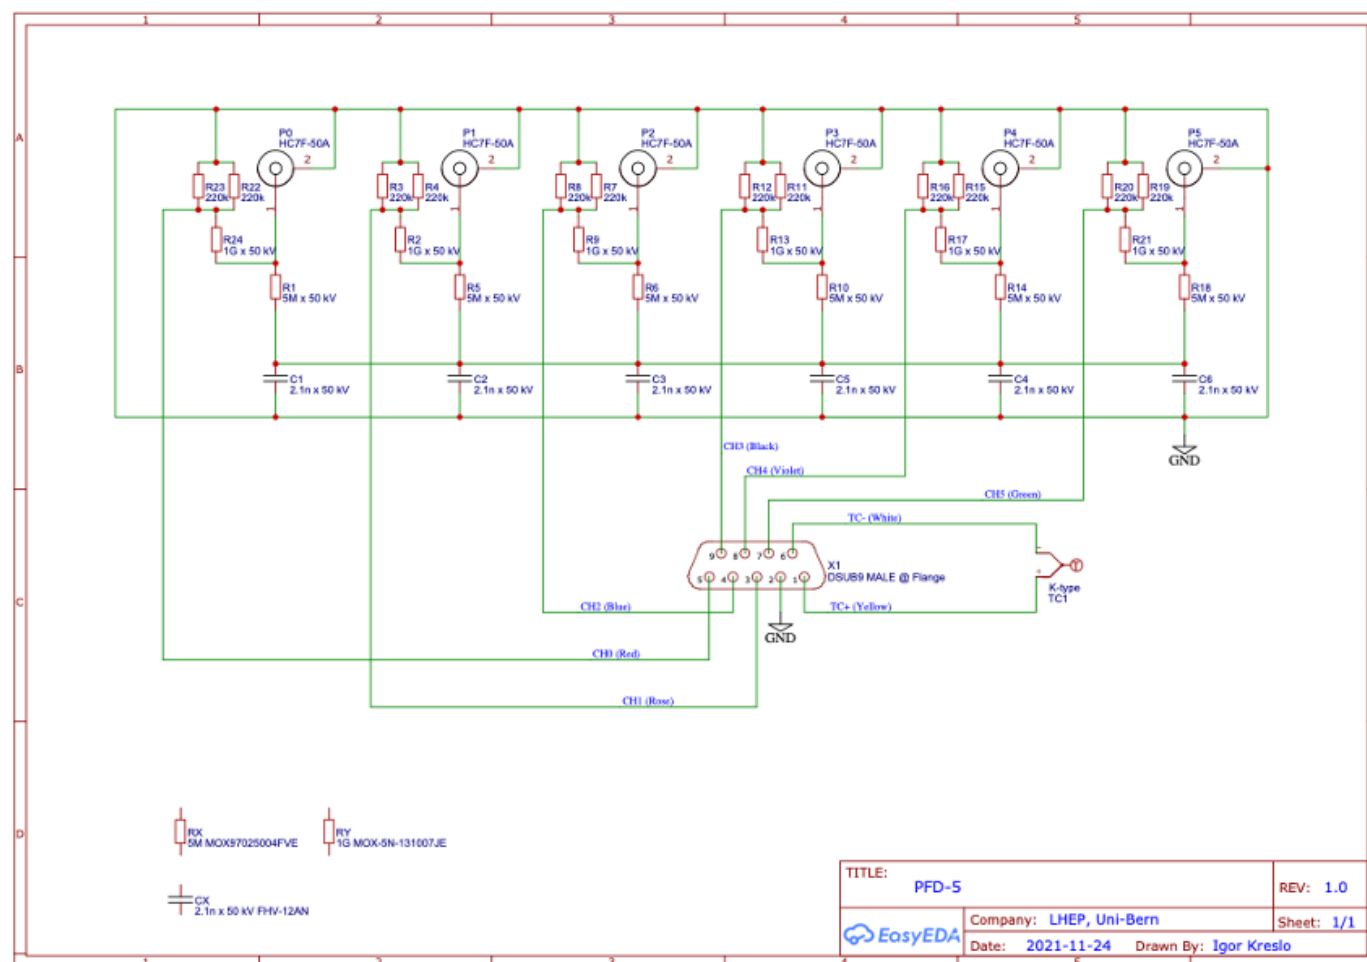 1 2 3 4 5
A
P0
HC7F-50A
2
1
P1
HC7F-50A
2
1
P2
HC7F-50A
2
1
P3
HC7F-50A
2
1
P4
HC7F-50A
2
1
P5
HC7F-50A
2
1
R23
220k
R22
220k
R3
220k
R4
220k
R8
220k
R7
220k
R12
220k
R11
220k
R16
220k
R15
220k
R20
220k
R19
220k
R24
1G x 50 kV
R2
1G x 50 kV
R9
1G x 50 kV
R13
1G x 50 kV
R17
1G x 50 kV
R21
1G x 50 kV
R1
5M x 50 kV
R5
5M x 50 kV
R6
5M x 50 kV
R10
5M x 50 kV
R14
5M x 50 kV
R18
5M x 50 kV
B
C1
2.1n x 50 kV
C2
2.1n x 50 kV
C3
2.1n x 50 kV
C5
2.1n x 50 kV
C4
2.1n x 50 kV
C6
2.1n x 50 kV
CH3 (Black)
GND
CH4 (Violet)
CH5 (Green)
TC- (White)
9 8 7 6
X1
DSUB9 MALE @ Flange
5 4 3 2 1
K-type
TC1
C
CH2 (Blue)
TC+ (Yellow)
GND
CH0 (Red)
CH1 (Rose)
D
RX
5M MOX97025004FVE
RY
1G MOX-5N-131007JE
CX
2.1n x 50 kV FHV-12AN
TITLE:
PFD-5
REV: 1.0
EasyEDA
Company: LHEP, Uni-Bern
Sheet: 1/1
Date: 2021-11-24 Drawn By: Igor Kreslo